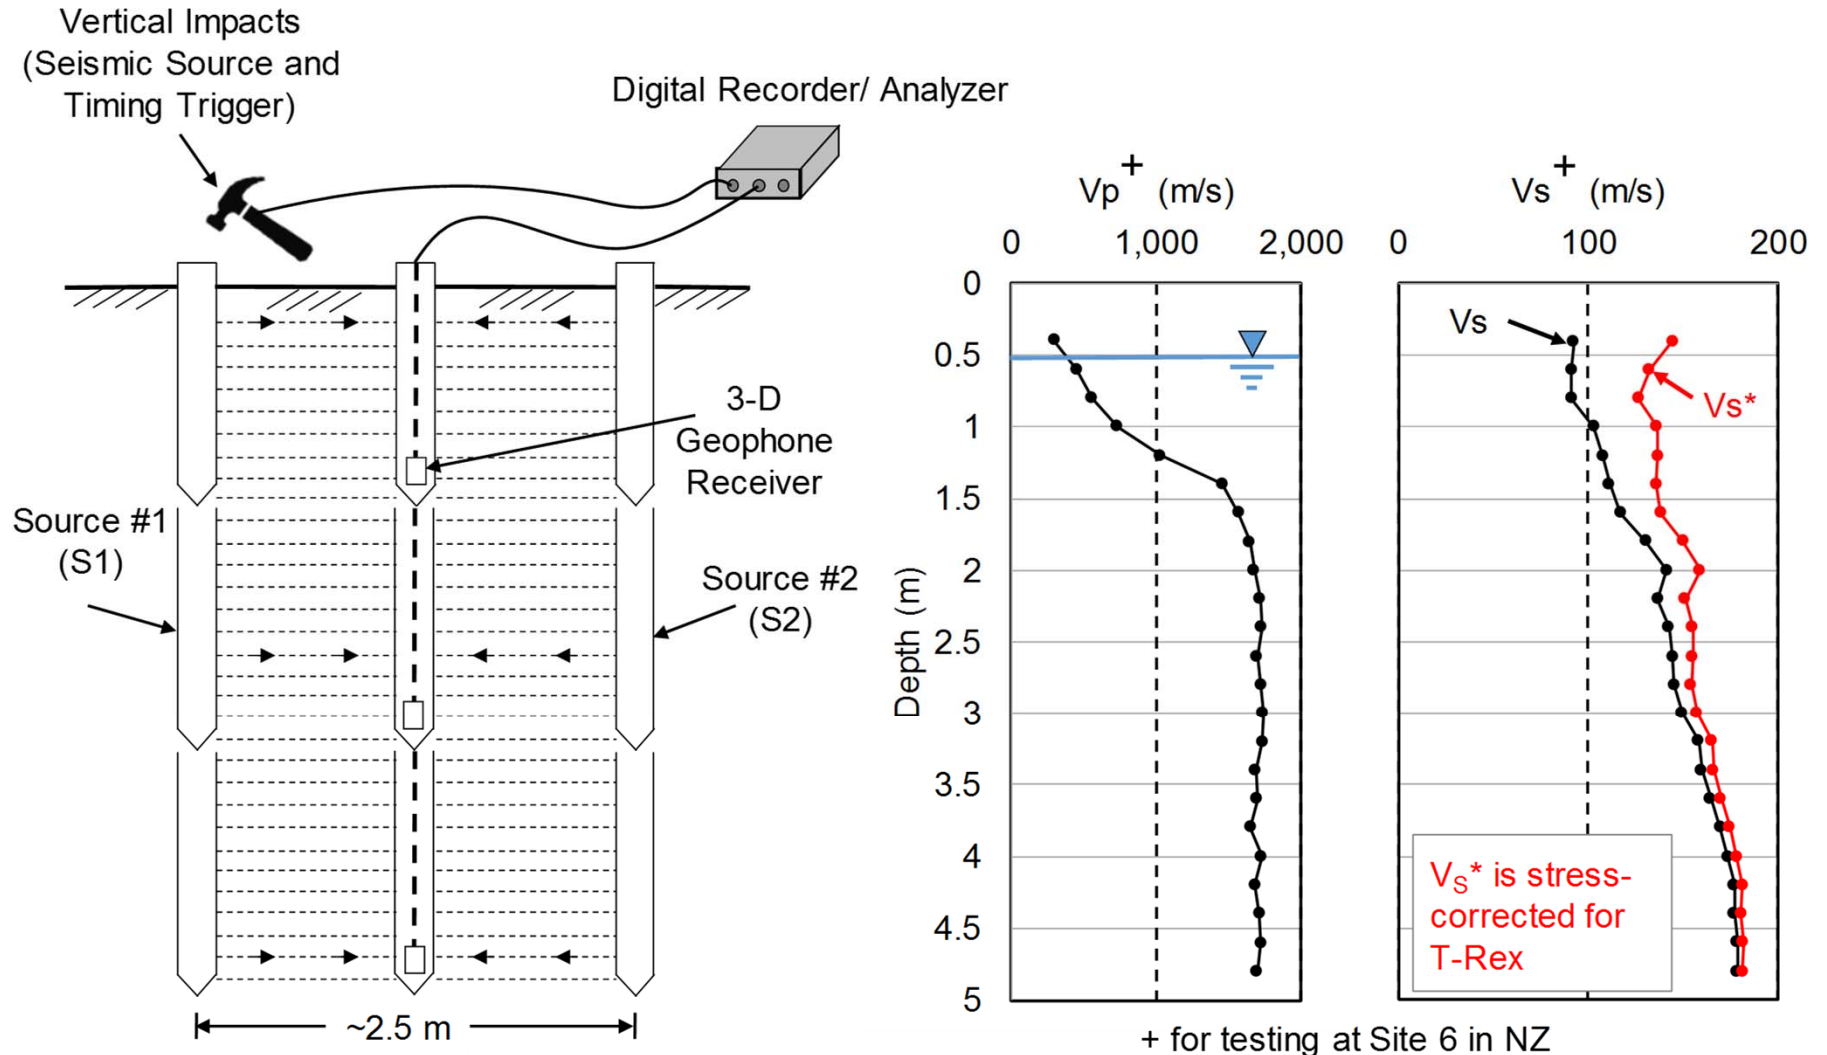 Vertical Impacts
(Seismic Source and
Timing Trigger)
Digital Recorder/ Analyzer
3-D
Geophone
Receiver
Source #1
(S1)
Source #2
(S2)
~2.5 m
Vp + (m/s)
0 1,000 2,000
Vs + (m/s)
0 100 200
Depth (m)
0
0.5
1
1.5
2
2.5
3
3.5
4
4.5
5
Vs
Vs*
VS* is stress-
corrected for
T-Rex
+ for testing at Site 6 in NZ